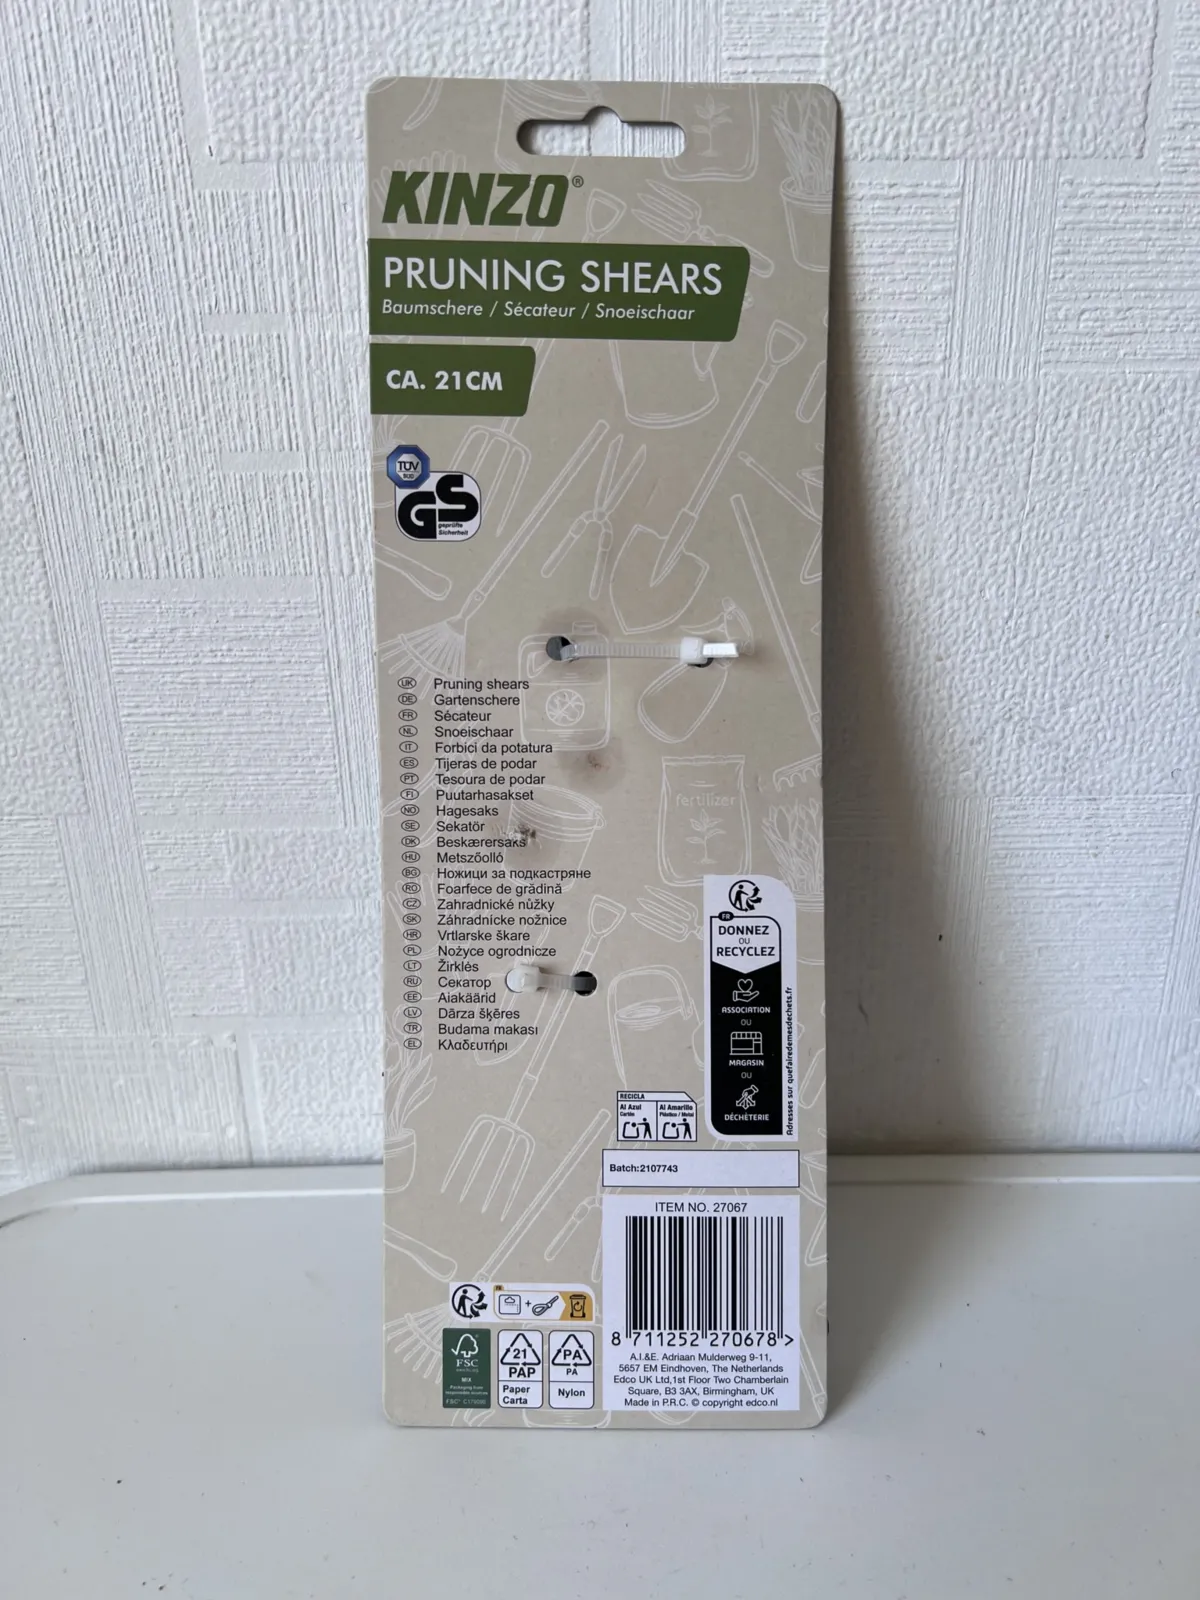 KINZO®
PRUNING SHEARS
Baumschere / Sécateur / Snoeischaar
CA. 21CM
TÜV
SÜD
GS
geprüfte
Sicherheit
UK Pruning shears
DE Gartenschere
FR Sécateur
NL Snoeischaar
IT Forbici da potatura
ES Tijeras de podar
PT Tesoura de podar
FI Puutarhasakset
NO Hagesaks
SE Sekatör
DK Beskærersaks
HU Metszőolló
BG Ножици за подкастряне
RO Foarfece de grădină
CZ Zahradnické nůžky
SK Záhradnícke nožnice
HR Vrtlarske škare
PL Nożyce ogrodnicze
LT Žirklės
RU Секатор
EE Aiakäärid
LV Dārza šķēres
TR Budama makası
EL Κλαδευτήρι
fertilizer
FR
DONNEZ
OU
RECYCLEZ
ASSOCIATION
OU
MAGASIN
OU
DÉCHÈTERIE
Adresses sur quefairedemesdechets.fr
RECICLA
Al Azul
Cartón
Al Amarillo
Plástico / Metal
Batch:2107743
ITEM NO. 27067
8 711252 270678 >
A.I.&E. Adriaan Mulderweg 9-11,
5657 EM Eindhoven, The Netherlands
Edco UK Ltd,1st Floor Two Chamberlain
Square, B3 3AX, Birmingham, UK
Made in P.R.C. © copyright edco.nl
FR
+
FSC
MIX
Packaging from
responsible sources
21
PAP
Paper
Carta
PA
PA
Nylon